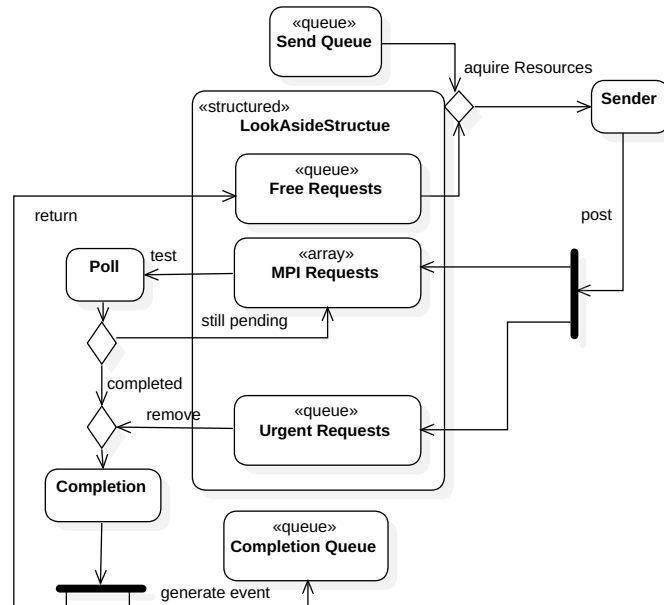 «queue»
Send Queue
aquire Resources
Sender
«structured»
LookAsideStructue
«queue»
Free Requests
return
post
«array»
MPI Requests
test
Poll
still pending
completed
remove
«queue»
Urgent Requests
Completion
«queue»
Completion Queue
generate event